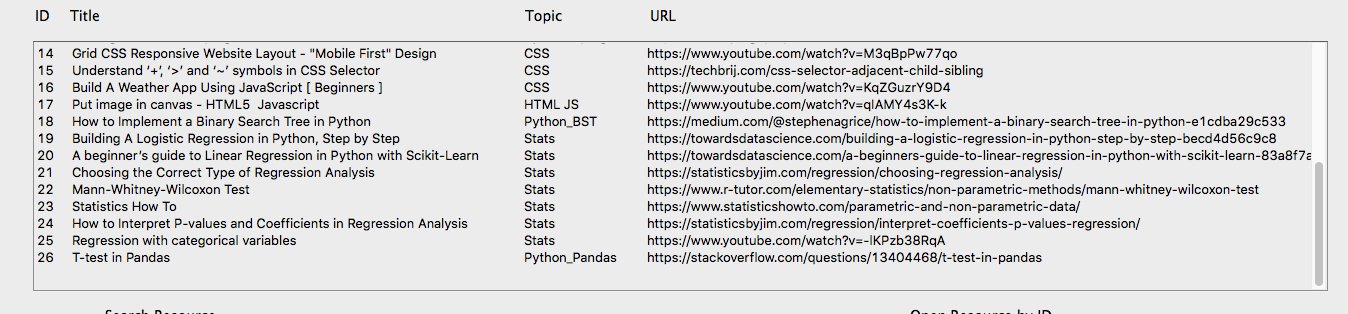 ID Title Topic URL
14 Grid CSS Responsive Website Layout - "Mobile First" Design CSS https://www.youtube.com/watch?v=M3qBpPw77qo
15 Understand ‘+’, ‘>’ and ‘~’ symbols in CSS Selector CSS https://techbrij.com/css-selector-adjacent-child-sibling
16 Build A Weather App Using JavaScript [ Beginners ] CSS https://www.youtube.com/watch?v=KqZGuzrY9D4
17 Put image in canvas - HTML5  Javascript HTML JS https://www.youtube.com/watch?v=qIAMY4s3K-k
18 How to Implement a Binary Search Tree in Python Python_BST https://medium.com/@stephenagrice/how-to-implement-a-binary-search-tree-in-python-e1cdba29c533
19 Building A Logistic Regression in Python, Step by Step Stats https://towardsdatascience.com/building-a-logistic-regression-in-python-step-by-step-becd4d56c9c8
20 A beginner’s guide to Linear Regression in Python with Scikit-Learn Stats https://towardsdatascience.com/a-beginners-guide-to-linear-regression-in-python-with-scikit-learn-83a8f7a
21 Choosing the Correct Type of Regression Analysis Stats https://statisticsbyjim.com/regression/choosing-regression-analysis/
22 Mann-Whitney-Wilcoxon Test Stats https://www.r-tutor.com/elementary-statistics/non-parametric-methods/mann-whitney-wilcoxon-test
23 Statistics How To Stats https://www.statisticshowto.com/parametric-and-non-parametric-data/
24 How to Interpret P-values and Coefficients in Regression Analysis Stats https://statisticsbyjim.com/regression/interpret-coefficients-p-values-regression/
25 Regression with categorical variables Stats https://www.youtube.com/watch?v=-lKPzb38RqA
26 T-test in Pandas Python_Pandas https://stackoverflow.com/questions/13404468/t-test-in-pandas
Search Resource Open Resource by ID